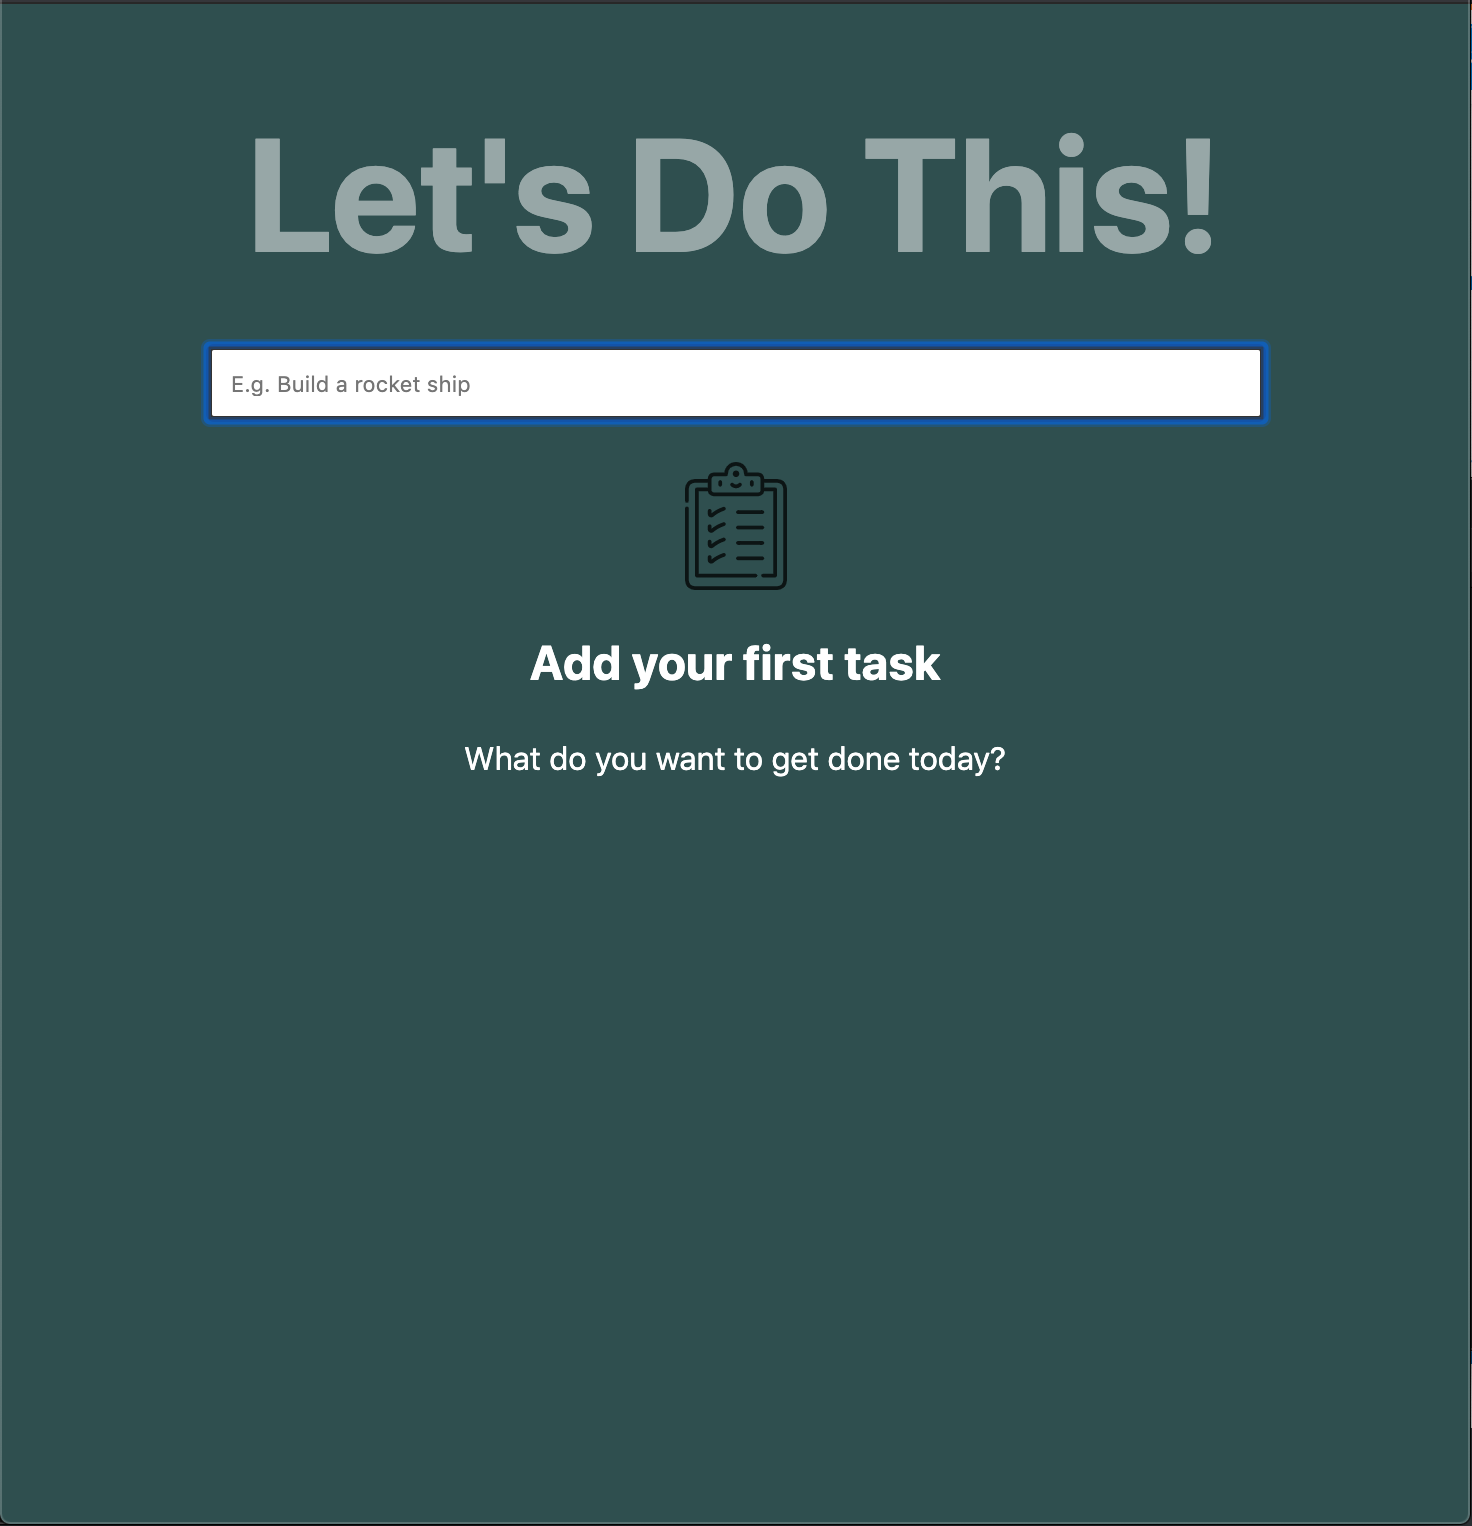 Let's Do This!
E.g. Build a rocket ship
Add your first task
What do you want to get done today?